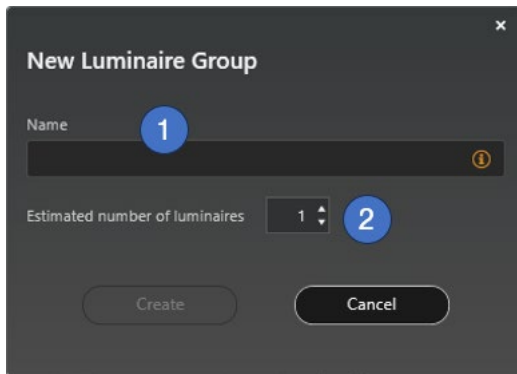 ×
New Luminaire Group
Name
1
Estimated number of luminaires 1 2
Create Cancel